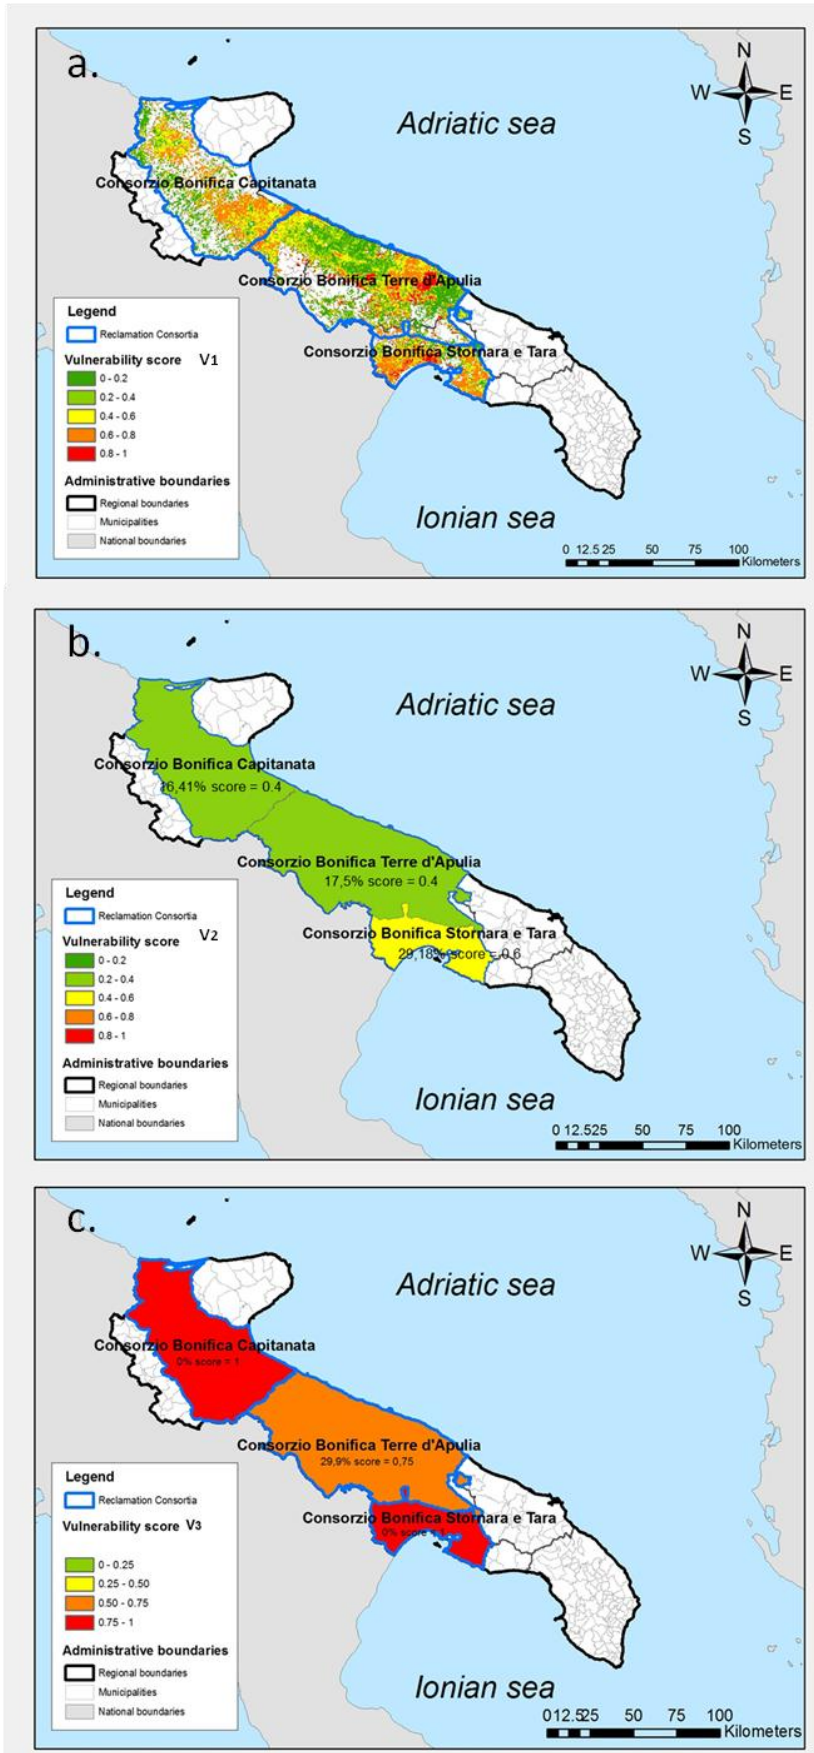 a.
N
W E
S
Adriatic sea
Consorzio Bonifica Capitanata
Consorzio Bonifica Terre d'Apulia
Consorzio Bonifica Stornara e Tara
Legend
Reclamation Consortia
Vulnerability score V1
0 - 0.2
0.2 - 0.4
0.4 - 0.6
0.6 - 0.8
0.8 - 1
Administrative boundaries
Regional boundaries
Municipalities
National boundaries
Ionian sea
0 12.5 25 50 75 100
Kilometers
b.
N
W E
S
Adriatic sea
Consorzio Bonifica Capitanata
16,41% score = 0.4
Consorzio Bonifica Terre d'Apulia
17,5% score = 0.4
Consorzio Bonifica Stornara e Tara
29,18% score = 0.6
Legend
Reclamation Consortia
Vulnerability score V2
0 - 0.2
0.2 - 0.4
0.4 - 0.6
0.6 - 0.8
0.8 - 1
Administrative boundaries
Regional boundaries
Municipalities
National boundaries
Ionian sea
0 12.525 50 75 100
Kilometers
c.
N
W E
S
Adriatic sea
Consorzio Bonifica Capitanata
0% score = 1
Consorzio Bonifica Terre d'Apulia
29,9% score = 0,75
Consorzio Bonifica Stornara e Tara
0% score = 1
Legend
Reclamation Consortia
Vulnerability score V3
0 - 0.25
0.25 - 0.50
0.50 - 0.75
0.75 - 1
Administrative boundaries
Regional boundaries
Municipalities
National boundaries
Ionian sea
0 12.525 50 75 100
Kilometers